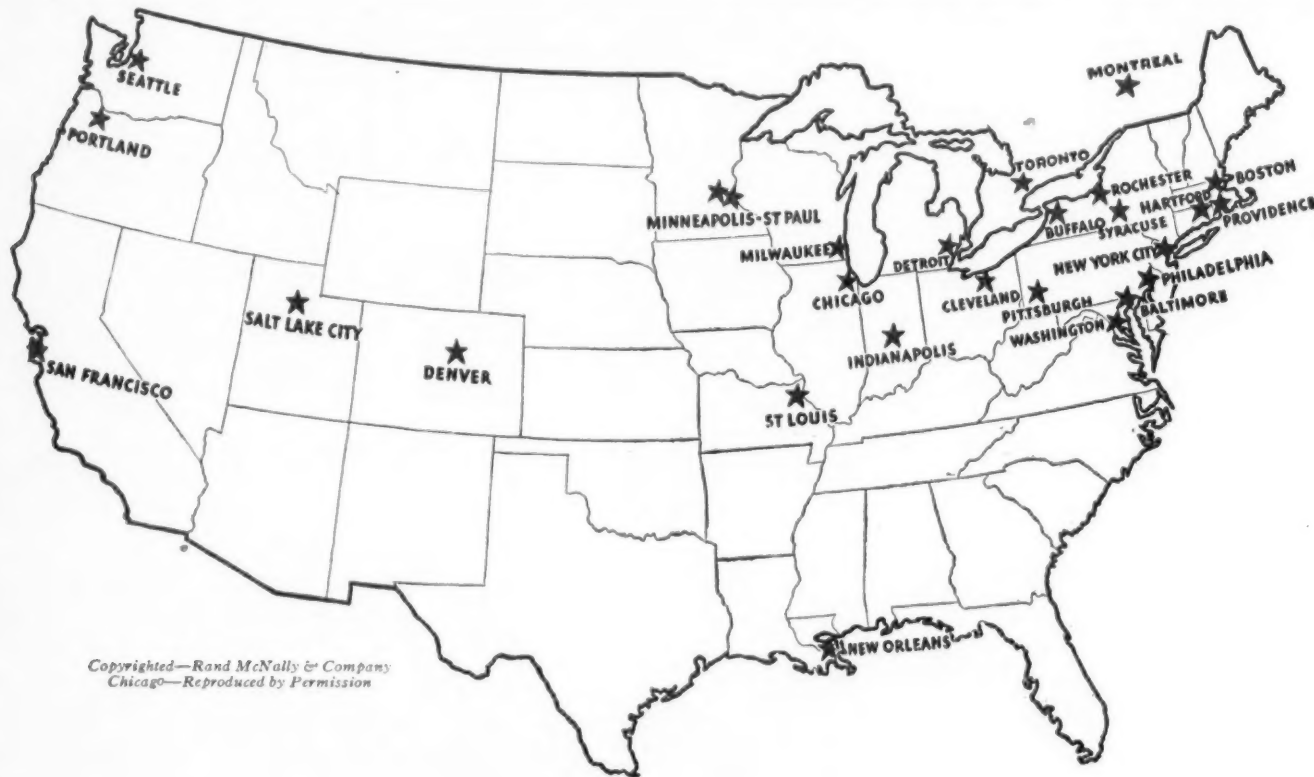 MONTREAL
SEATTLE
PORTLAND
TORONTO
ROCHESTER
BOSTON
HARTFORD
MINNEAPOLIS-ST PAUL
BUFFALO
SYRACUSE
PROVIDENCE
MILWAUKEE
DETROIT
NEW YORK CITY
PHILADELPHIA
CHICAGO
CLEVELAND
PITTSBURGH
BALTIMORE
SALT LAKE CITY
WASHINGTON
INDIANAPOLIS
SAN FRANCISCO
DENVER
ST LOUIS
NEW ORLEANS
Copyrighted—Rand McNally & Company
Chicago—Reproduced by Permission